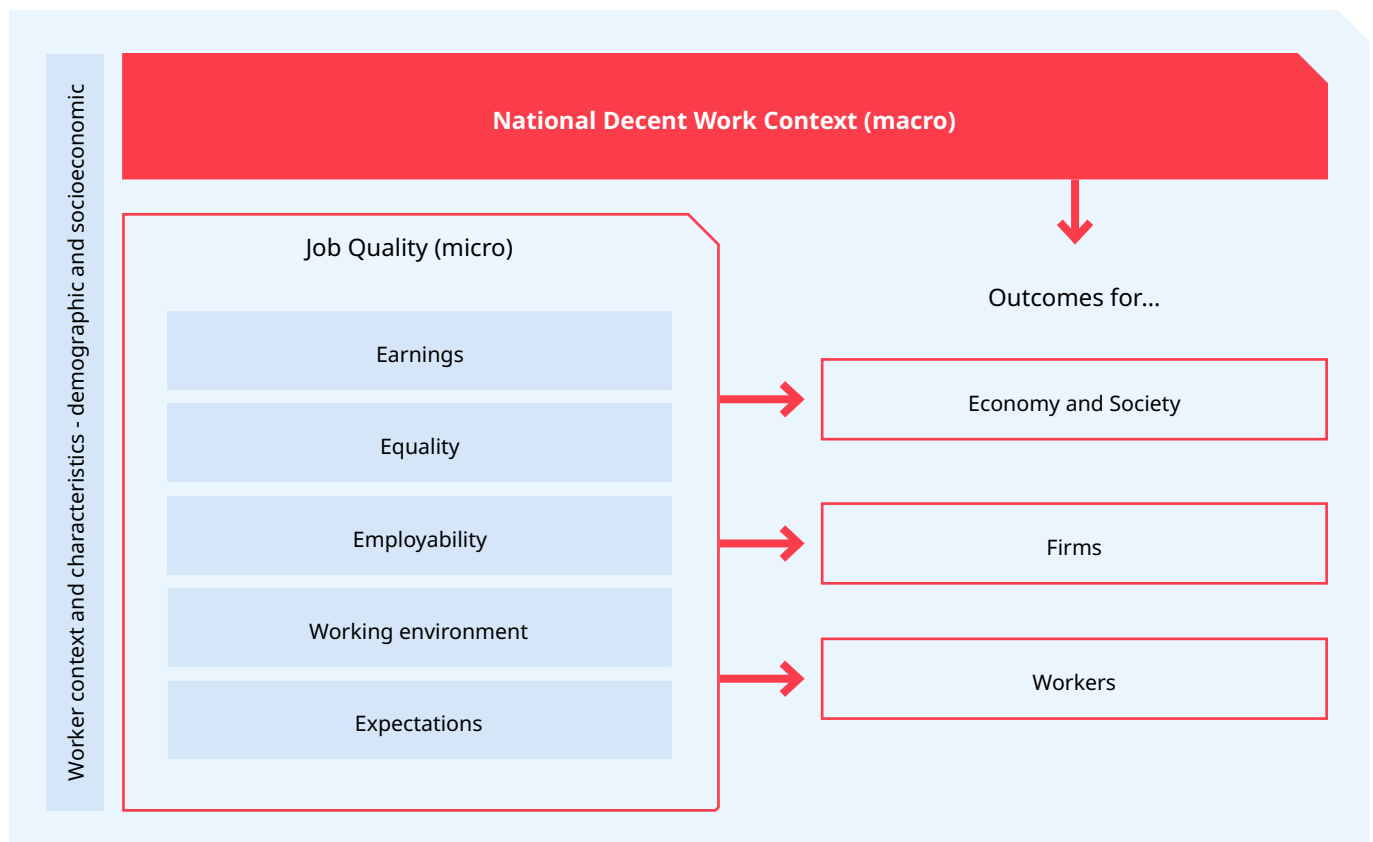 Worker context and characteristics - demographic and socioeconomic
National Decent Work Context (macro)
Job Quality (micro)
Earnings
Equality
Employability
Working environment
Expectations
Outcomes for...
Economy and Society
Firms
Workers